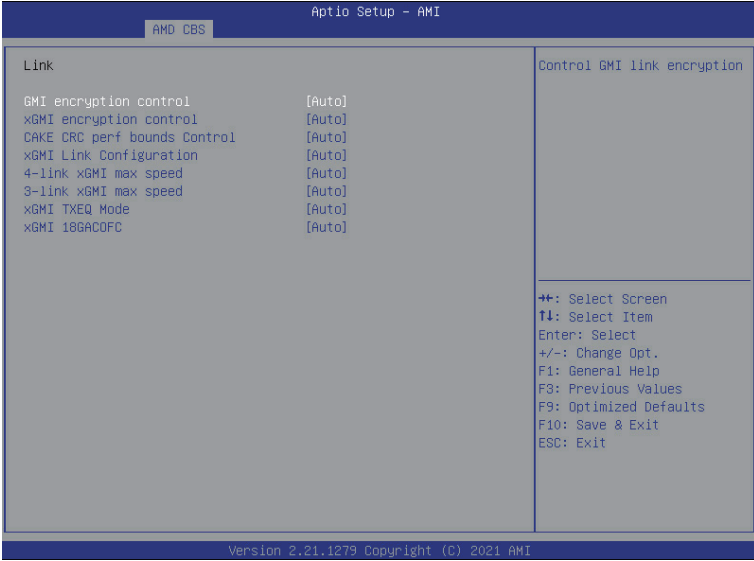 Aptio Setup – AMI
AMD CBS
Link
GMI encryption control [Auto]
xGMI encryption control [Auto]
CAKE CRC perf bounds Control [Auto]
xGMI Link Configuration [Auto]
4-link xGMI max speed [Auto]
3-link xGMI max speed [Auto]
xGMI TXEQ Mode [Auto]
xGMI 18GACOFC [Auto]
Control GMI link encryption
→←: Select Screen
↑↓: Select Item
Enter: Select
+/-: Change Opt.
F1: General Help
F3: Previous Values
F9: Optimized Defaults
F10: Save & Exit
ESC: Exit
Version 2.21.1279 Copyright (C) 2021 AMI